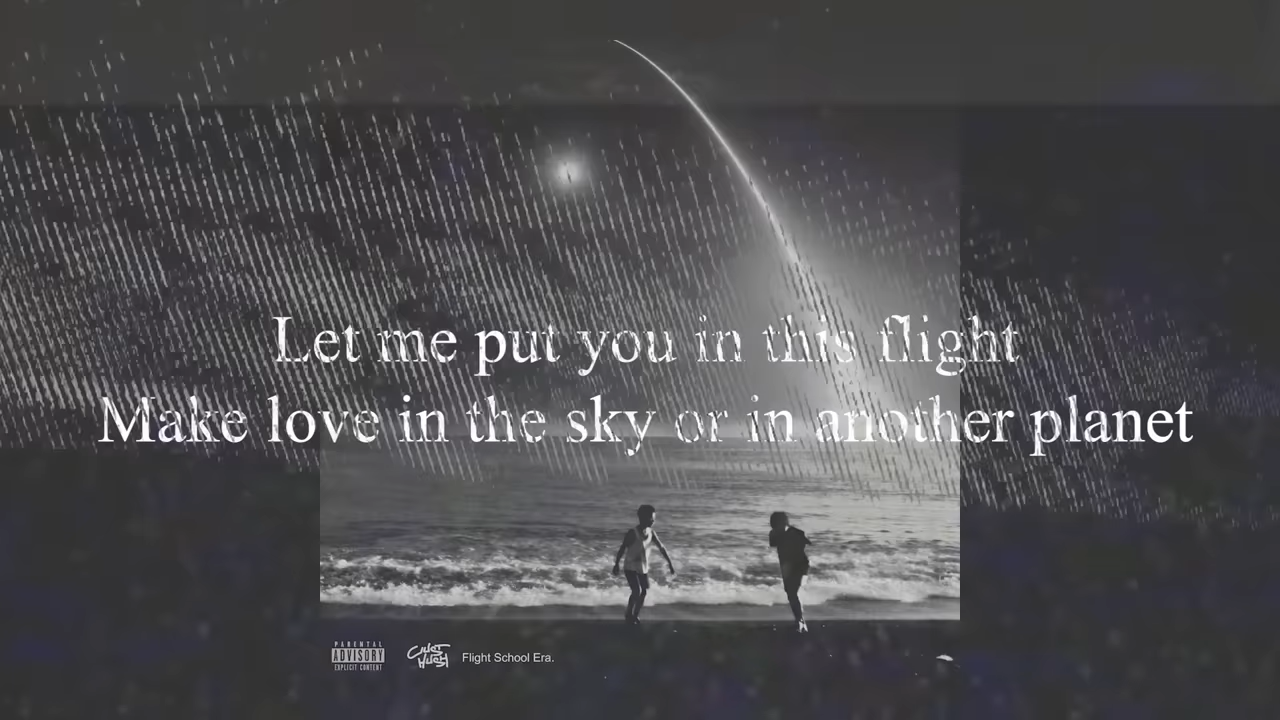 Let me put you in this flight
Make love in the sky or in another planet
PARENTAL
ADVISORY
EXPLICIT CONTENT
Flight School Era.